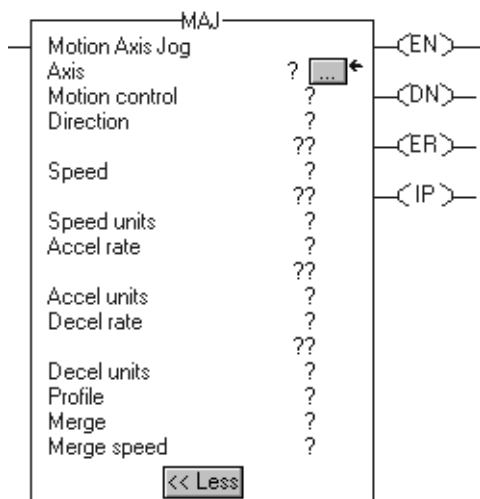 MAJ
Motion Axis Jog
Axis ? ...
Motion control ?
Direction ?
??
Speed ?
??
Speed units ?
Accel rate ?
??
Accel units ?
Decel rate ?
??
Decel units ?
Profile ?
Merge ?
Merge speed ?
<< Less
EN
DN
ER
IP